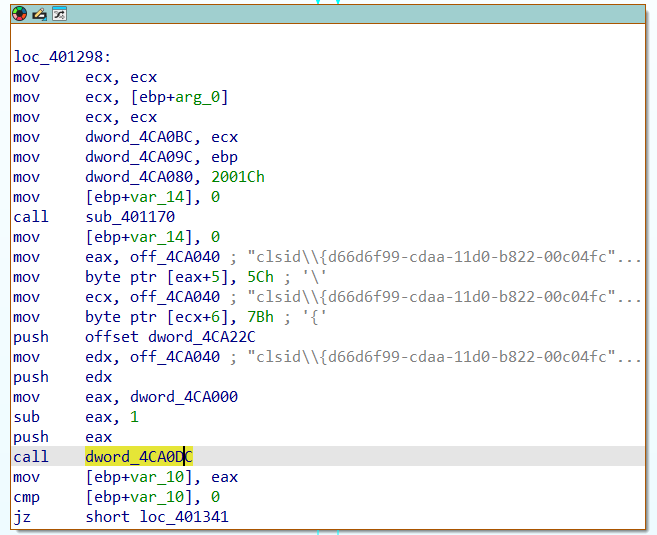 loc_401298:
mov ecx, ecx
mov ecx, [ebp+arg_0]
mov ecx, ecx
mov dword_4CA0BC, ecx
mov dword_4CA09C, ebp
mov dword_4CA080, 2001Ch
mov [ebp+var_14], 0
call sub_401170
mov [ebp+var_14], 0
mov eax, off_4CA040 ; "clsid\\{d66d6f99-cdaa-11d0-b822-00c04fc"...
mov byte ptr [eax+5], 5Ch ; '\'
mov ecx, off_4CA040 ; "clsid\\{d66d6f99-cdaa-11d0-b822-00c04fc"...
mov byte ptr [ecx+6], 7Bh ; '{'
push offset dword_4CA22C
mov edx, off_4CA040 ; "clsid\\{d66d6f99-cdaa-11d0-b822-00c04fc"...
push edx
mov eax, dword_4CA000
sub eax, 1
push eax
call dword_4CA0DC
mov [ebp+var_10], eax
cmp [ebp+var_10], 0
jz short loc_401341